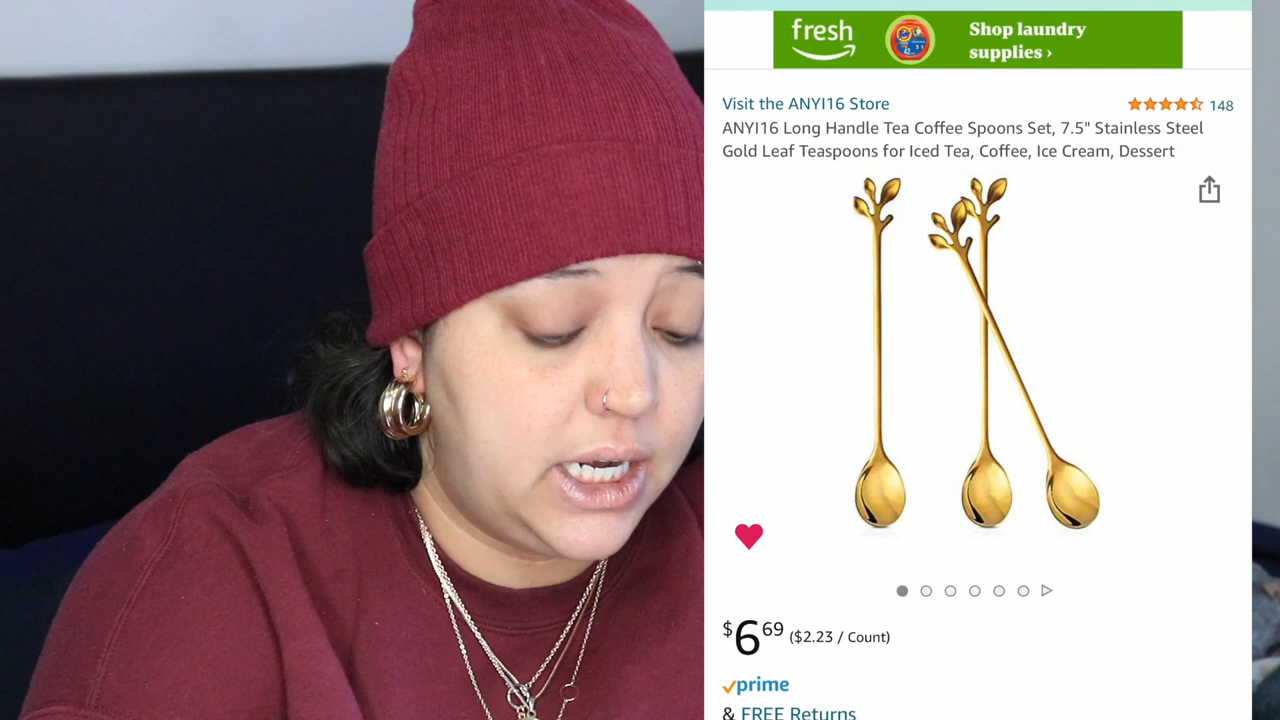 fresh
Shop laundry
supplies ›
Visit the ANYI16 Store
148
ANYI16 Long Handle Tea Coffee Spoons Set, 7.5" Stainless Steel
Gold Leaf Teaspoons for Iced Tea, Coffee, Ice Cream, Dessert
$6 69 ($2.23 / Count)
prime
& FREE Returns